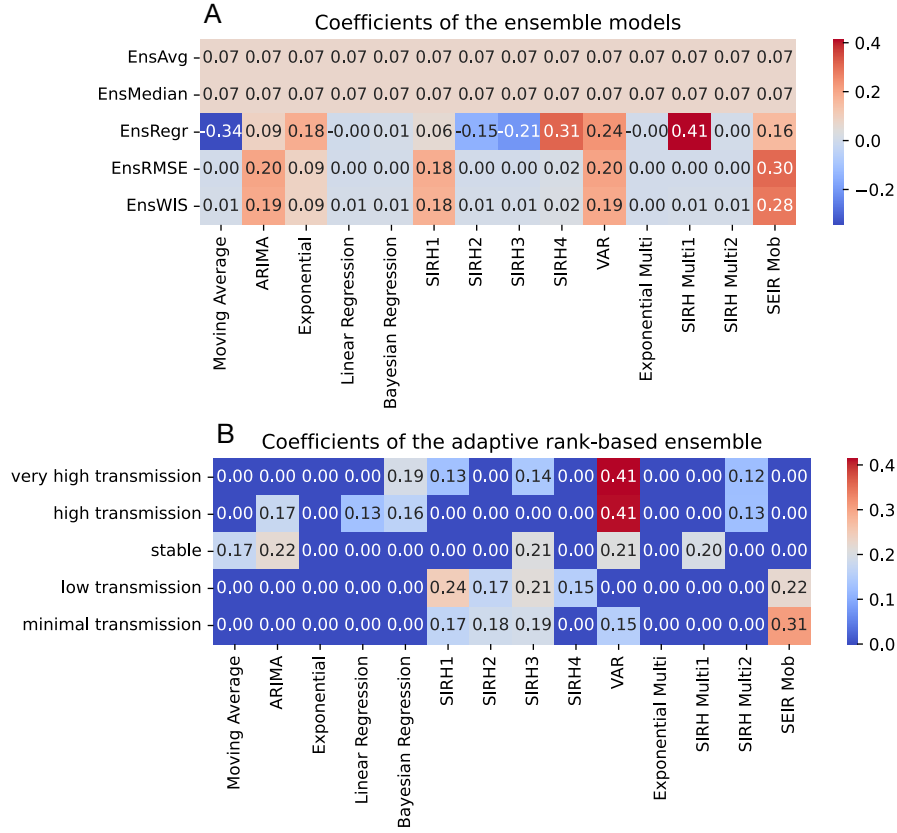 A
Coefficients of the ensemble models
EnsAvg 0.07 0.07 0.07 0.07 0.07 0.07 0.07 0.07 0.07 0.07 0.07 0.07 0.07 0.07
EnsMedian 0.07 0.07 0.07 0.07 0.07 0.07 0.07 0.07 0.07 0.07 0.07 0.07 0.07 0.07
EnsRegr -0.34 0.09 0.18 -0.00 0.01 0.06 -0.15 -0.21 0.31 0.24 -0.00 0.41 0.00 0.16
EnsRMSE 0.00 0.20 0.09 0.00 0.00 0.18 0.00 0.00 0.02 0.20 0.00 0.00 0.00 0.30
EnsWIS 0.01 0.19 0.09 0.01 0.01 0.18 0.01 0.01 0.02 0.19 0.00 0.01 0.01 0.28
Moving Average
ARIMA
Exponential
Linear Regression
Bayesian Regression
SIRH1
SIRH2
SIRH3
SIRH4
VAR
Exponential Multi
SIRH Multi1
SIRH Multi2
SEIR Mob
0.4
0.2
0.0
−0.2
B
Coefficients of the adaptive rank-based ensemble
very high transmission 0.00 0.00 0.00 0.00 0.19 0.13 0.00 0.14 0.00 0.41 0.00 0.00 0.12 0.00
high transmission 0.00 0.17 0.00 0.13 0.16 0.00 0.00 0.00 0.00 0.41 0.00 0.00 0.13 0.00
stable 0.17 0.22 0.00 0.00 0.00 0.00 0.00 0.21 0.00 0.21 0.00 0.20 0.00 0.00
low transmission 0.00 0.00 0.00 0.00 0.00 0.24 0.17 0.21 0.15 0.00 0.00 0.00 0.00 0.22
minimal transmission 0.00 0.00 0.00 0.00 0.00 0.17 0.18 0.19 0.00 0.15 0.00 0.00 0.00 0.31
Moving Average
ARIMA
Exponential
Linear Regression
Bayesian Regression
SIRH1
SIRH2
SIRH3
SIRH4
VAR
Exponential Multi
SIRH Multi1
SIRH Multi2
SEIR Mob
0.4
0.3
0.2
0.1
0.0